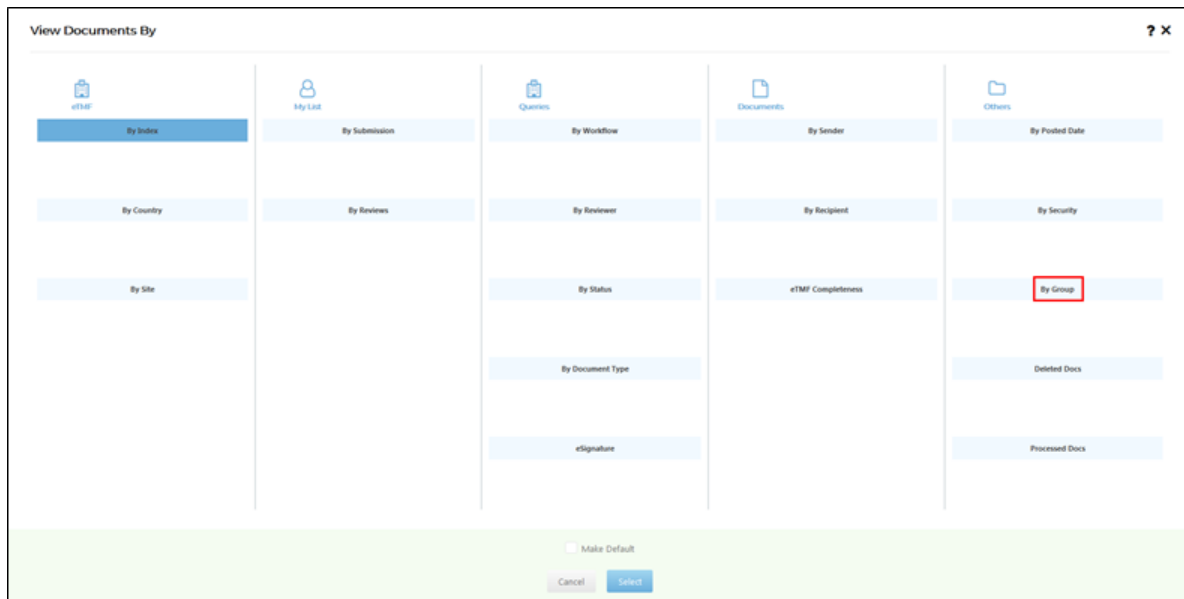 View Documents By
? ×
eTMF
My List
Queries
Documents
Others
By Index
By Submission
By Workflow
By Sender
By Posted Date
By Country
By Reviews
By Reviewer
By Recipient
By Security
By Site
By Status
eTMF Completeness
By Group
By Document Type
Deleted Docs
eSignature
Processed Docs
Make Default
Cancel
Select